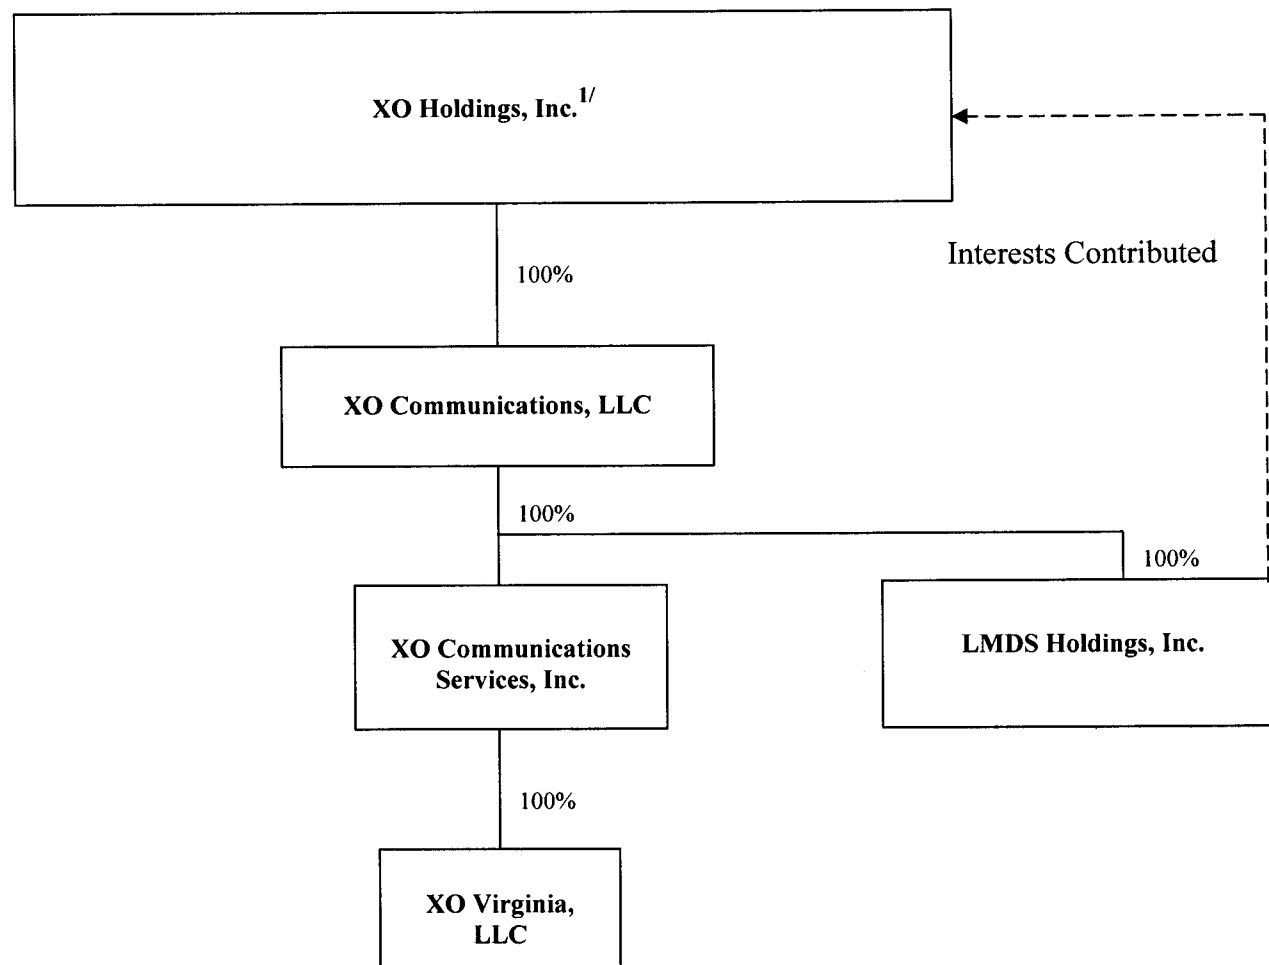 XO Holdings, Inc.1/
Interests Contributed
100%
XO Communications, LLC
100%
100%
XO Communications
Services, Inc.
LMDS Holdings, Inc.
100%
XO Virginia,
LLC